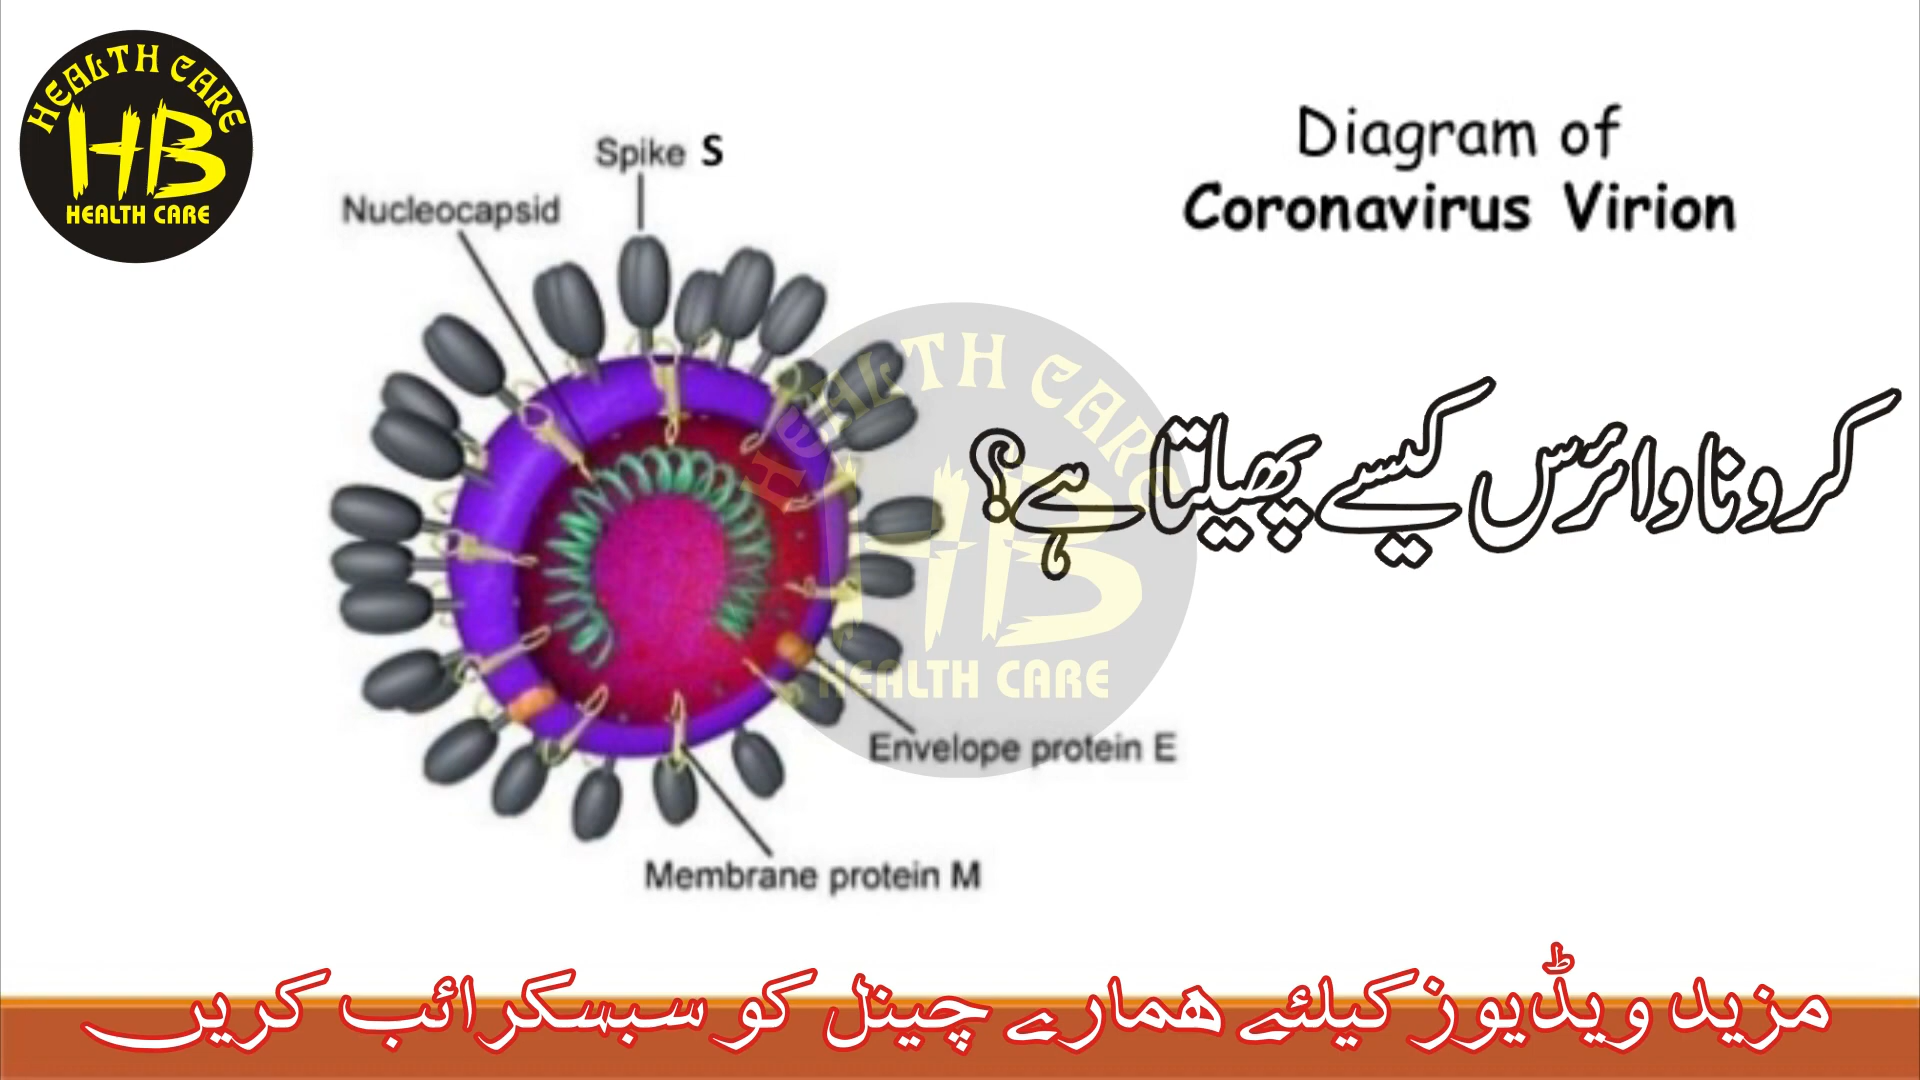 HEALTH CARE
HB
HEALTH CARE
Diagram of
Coronavirus Virion
Spike S
Nucleocapsid
HEALTH CARE
HB
HEALTH CARE
کرونا وائرس کیسے پھیلتا ہے؟
Envelope protein E
Membrane protein M
مزید ویڈیوز کیلئے ھمارے چینل کو سبسکرائب کریں